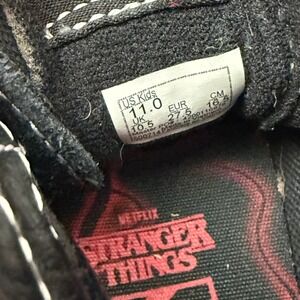 US Kids
11.0
UK EUR CM
10.5 27.5 16.5
NETFLIX
STRANGER
THINGS